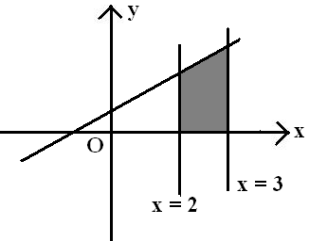 y
x
O
x = 3
x = 2